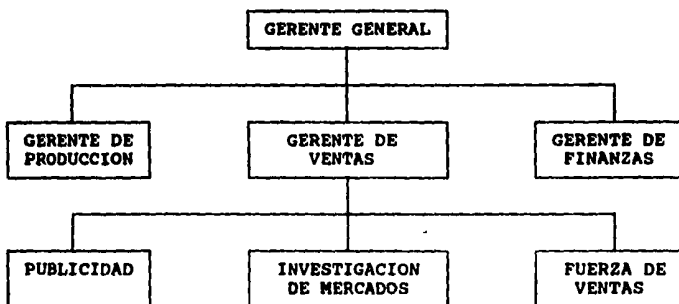 GERENTE GENERAL
GERENTE DE
PRODUCCION
GERENTE DE
VENTAS
GERENTE DE
FINANZAS
PUBLICIDAD
INVESTIGACION
DE MERCADOS
FUERZA DE
VENTAS